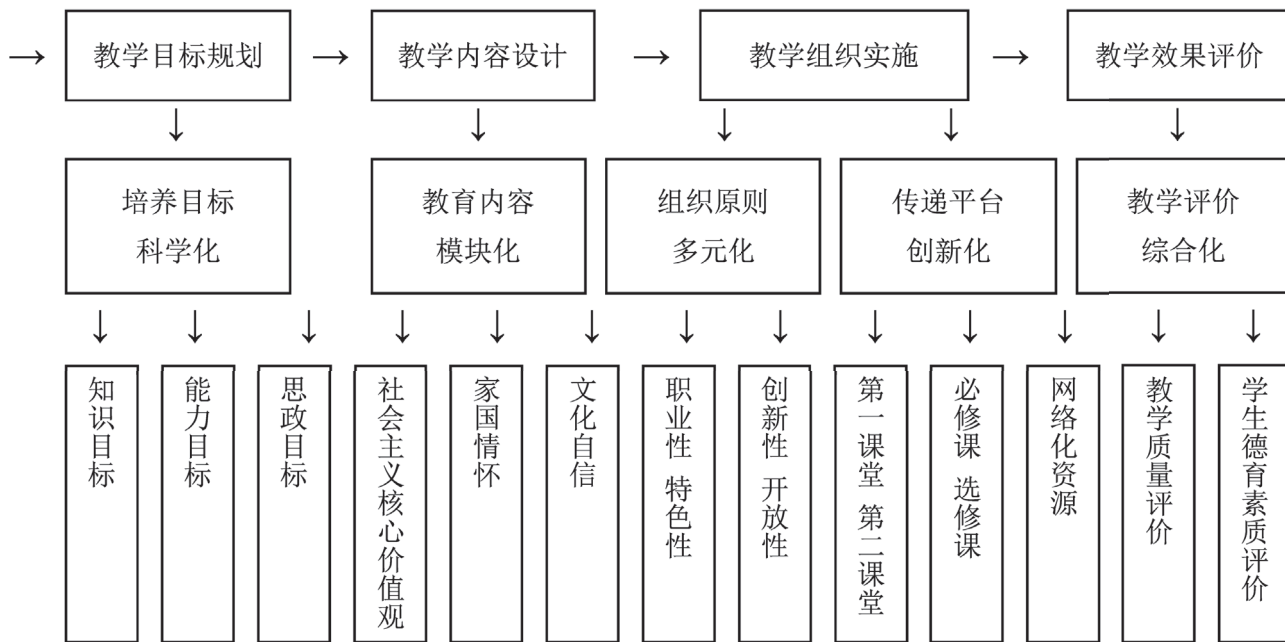 → 教学目标规划 → 教学内容设计 → 教学组织实施 → 教学效果评价
↓ ↓ ↓ ↓ ↓
培养目标
科学化
教育内容
模块化
组织原则
多元化
传递平台
创新化
教学评价
综合化
↓ ↓ ↓ ↓ ↓ ↓ ↓ ↓ ↓ ↓ ↓ ↓ ↓
知识目标
能力目标
思政目标
社会主义核心价值观
家国情怀
文化自信
职业性 特色性
创新性 开放性
第一课堂 第二课堂
必修课 选修课
网络化资源
教学质量评价
学生德育素质评价